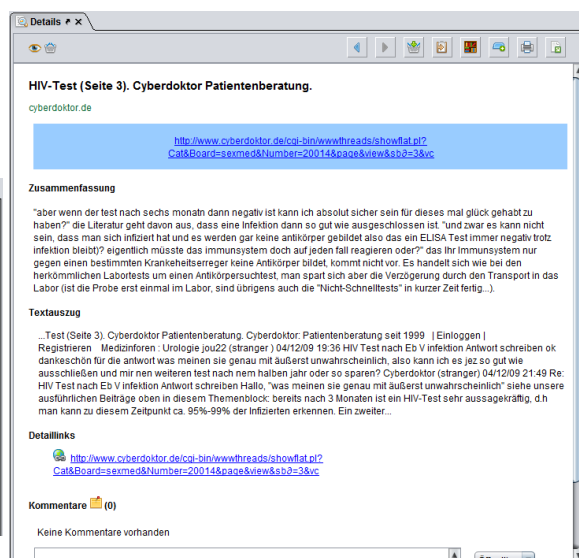 Details
HIV-Test (Seite 3). Cyberdoktor Patientenberatung.
cyberdoktor.de
http://www.cyberdoktor.de/cgi-bin/wwwthreads/showflat.pl?
Cat&Board=sexmed&Number=20014&page&view&sb∂=3&vc
Zusammenfassung
"aber wenn der test nach sechs monatn dann negativ ist kann ich absolut sicher sein für dieses mal glück gehabt zu
haben?" die Literatur geht davon aus, dass eine Infektion dann so gut wie ausgeschlossen ist. "und zwar es kann nicht
sein, dass man sich infiziert hat und es werden gar keine antikörper gebildet also das ein ELISA Test immer negativ trotz
infektion bleibt)? eigentlich müsste das immunsystem doch auf jeden fall reagieren oder?" das Ihr Immunsystem nur
gegen einen bestimmten Krankeheitserreger keine Antikörper bildet, kommt nicht vor. Es handelt sich wie bei den
herkömmlichen Labortests um einen Antikörpersuchtest, man spart sich aber die Verzögerung durch den Transport in das
Labor (ist die Probe erst einmal im Labor, sind übrigens auch die "Nicht-Schnelltests" in kurzer Zeit fertig...).
Textauszug
...Test (Seite 3). Cyberdoktor Patientenberatung. Cyberdoktor: Patientenberatung seit 1999 | Einloggen |
Registrieren Medizinforen : Urologie jou22 (stranger ) 04/12/09 19:36 HIV Test nach Eb V infektion Antwort schreiben ok
dankeschön für die antwort was meinen sie genau mit äußerst unwahrscheinlich, also kann ich es jez so gut wie
ausschließen und mir nen weiteren test nach nem halben jahr oder so sparen? Cyberdoktor (stranger) 04/12/09 21:49 Re:
HIV Test nach Eb V infektion Antwort schreiben Hallo, "was meinen sie genau mit äußerst unwahrscheinlich" siehe unsere
ausführlichen Beiträge oben in diesem Themenblock: bereits nach 3 Monaten ist ein HIV-Test sehr aussagekräftig, d.h
man kann zu diesem Zeitpunkt ca. 95%-99% der Infizierten erkennen. Ein zweiter...
Detaillinks
http://www.cyberdoktor.de/cgi-bin/wwwthreads/showflat.pl?
Cat&Board=sexmed&Number=20014&page&view&sb∂=3&vc
Kommentare (0)
Keine Kommentare vorhanden